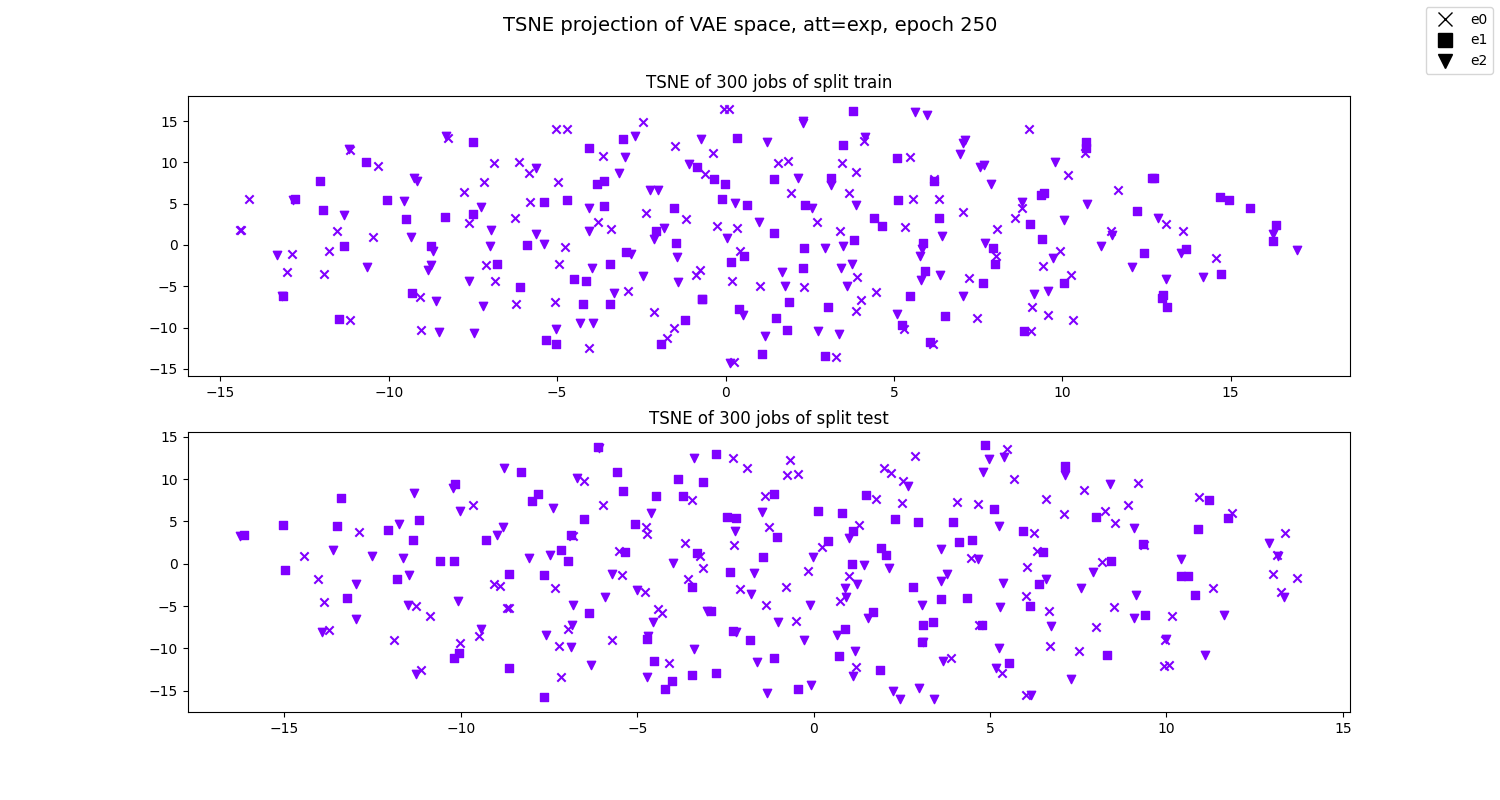 TSNE projection of VAE space, att=exp, epoch 250
e0
e1
e2
TSNE of 300 jobs of split train
15
10
5
0
−5
−10
−15
−15 −10 −5 0 5 10 15
TSNE of 300 jobs of split test
15
10
5
0
−5
−10
−15
−15 −10 −5 0 5 10 15